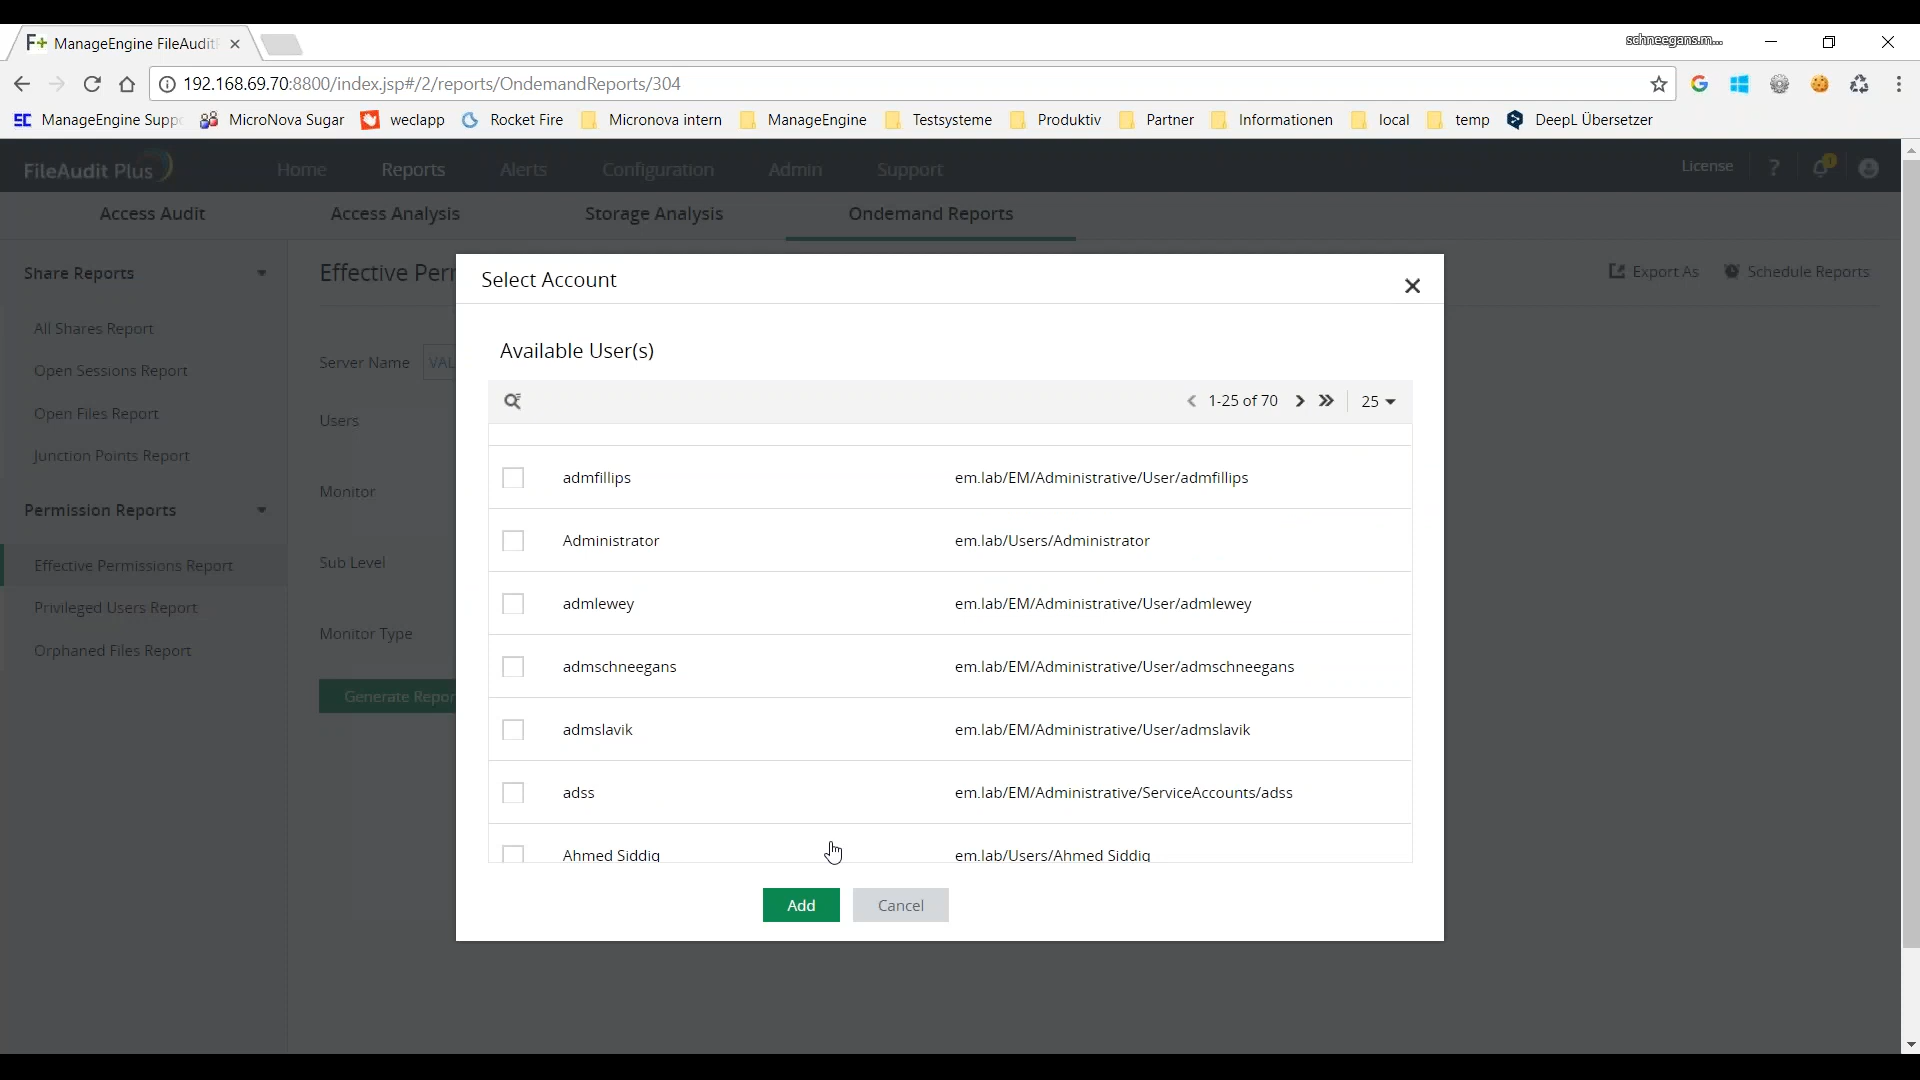 F+ ManageEngine FileAudit
schneegans.m...
192.168.69.70:8800/index.jsp#/2/reports/OndemandReports/304
SC ManageEngine Supp MicroNova Sugar weclapp Rocket Fire Micronova intern ManageEngine Testsysteme Produktiv Partner Informationen local temp DeepL Übersetzer
FileAudit Plus Home Reports Alerts Configuration Admin Support License ? 1
Access Audit Access Analysis Storage Analysis Ondemand Reports
Share Reports
All Shares Report
Open Sessions Report
Open Files Report
Junction Points Report
Permission Reports
Effective Permissions Report
Privileged Users Report
Orphaned Files Report
Effective Per
Export As Schedule Reports
Server Name VAL
Users
Monitor
Sub Level
Monitor Type
Generate Repor
Select Account
Available User(s)
1-25 of 70 25
admfillips em.lab/EM/Administrative/User/admfillips
Administrator em.lab/Users/Administrator
admlewey em.lab/EM/Administrative/User/admlewey
admschneegans em.lab/EM/Administrative/User/admschneegans
admslavik em.lab/EM/Administrative/User/admslavik
adss em.lab/EM/Administrative/ServiceAccounts/adss
Ahmed Siddiq em.lab/Users/Ahmed Siddiq
Add Cancel